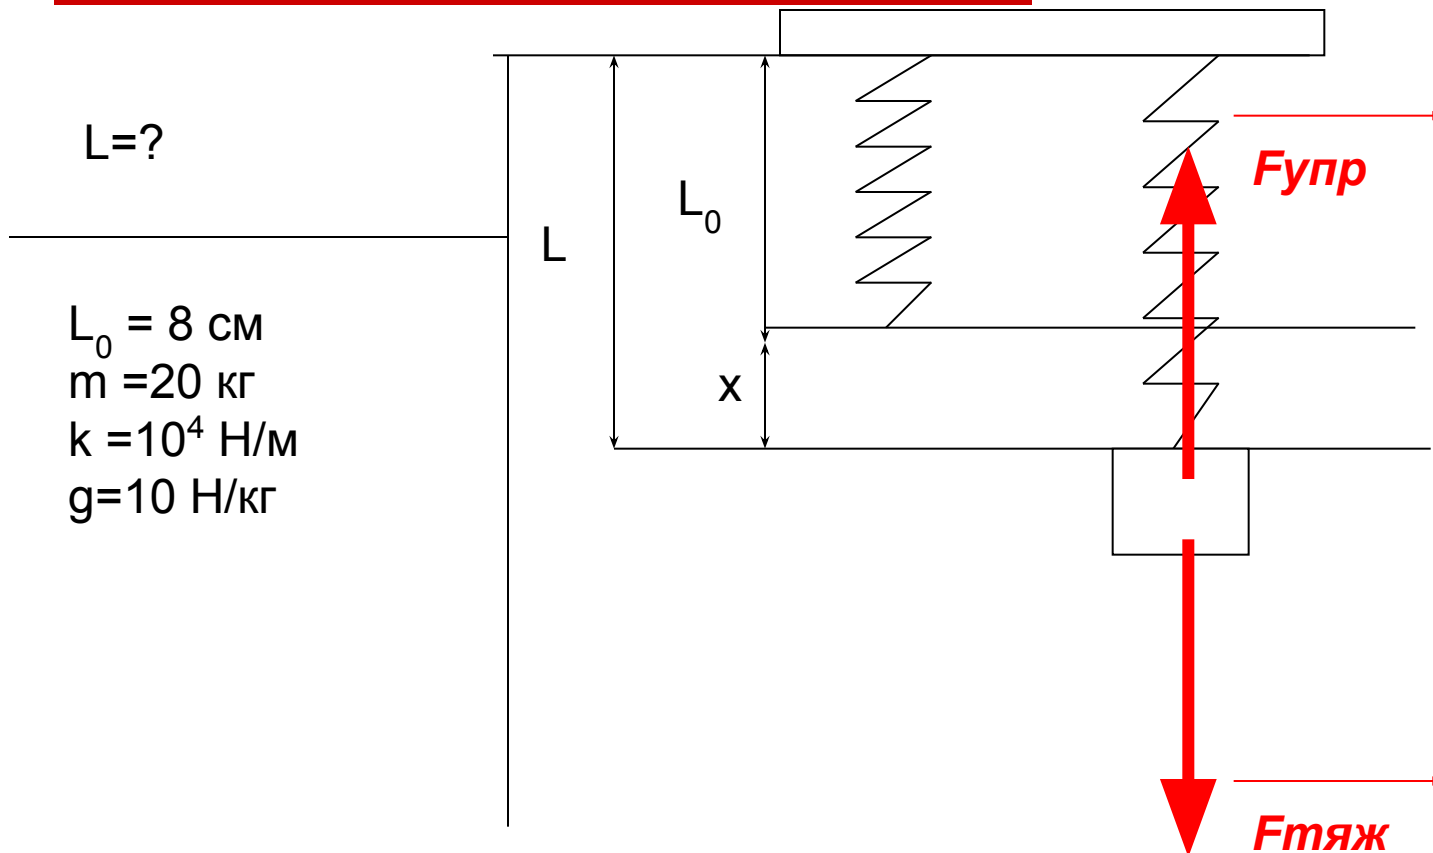 L=?
L₀ = 8 см
m =20 кг
k =10⁴ Н/м
g=10 Н/кг
L
L₀
x
Fупр
Fтяж